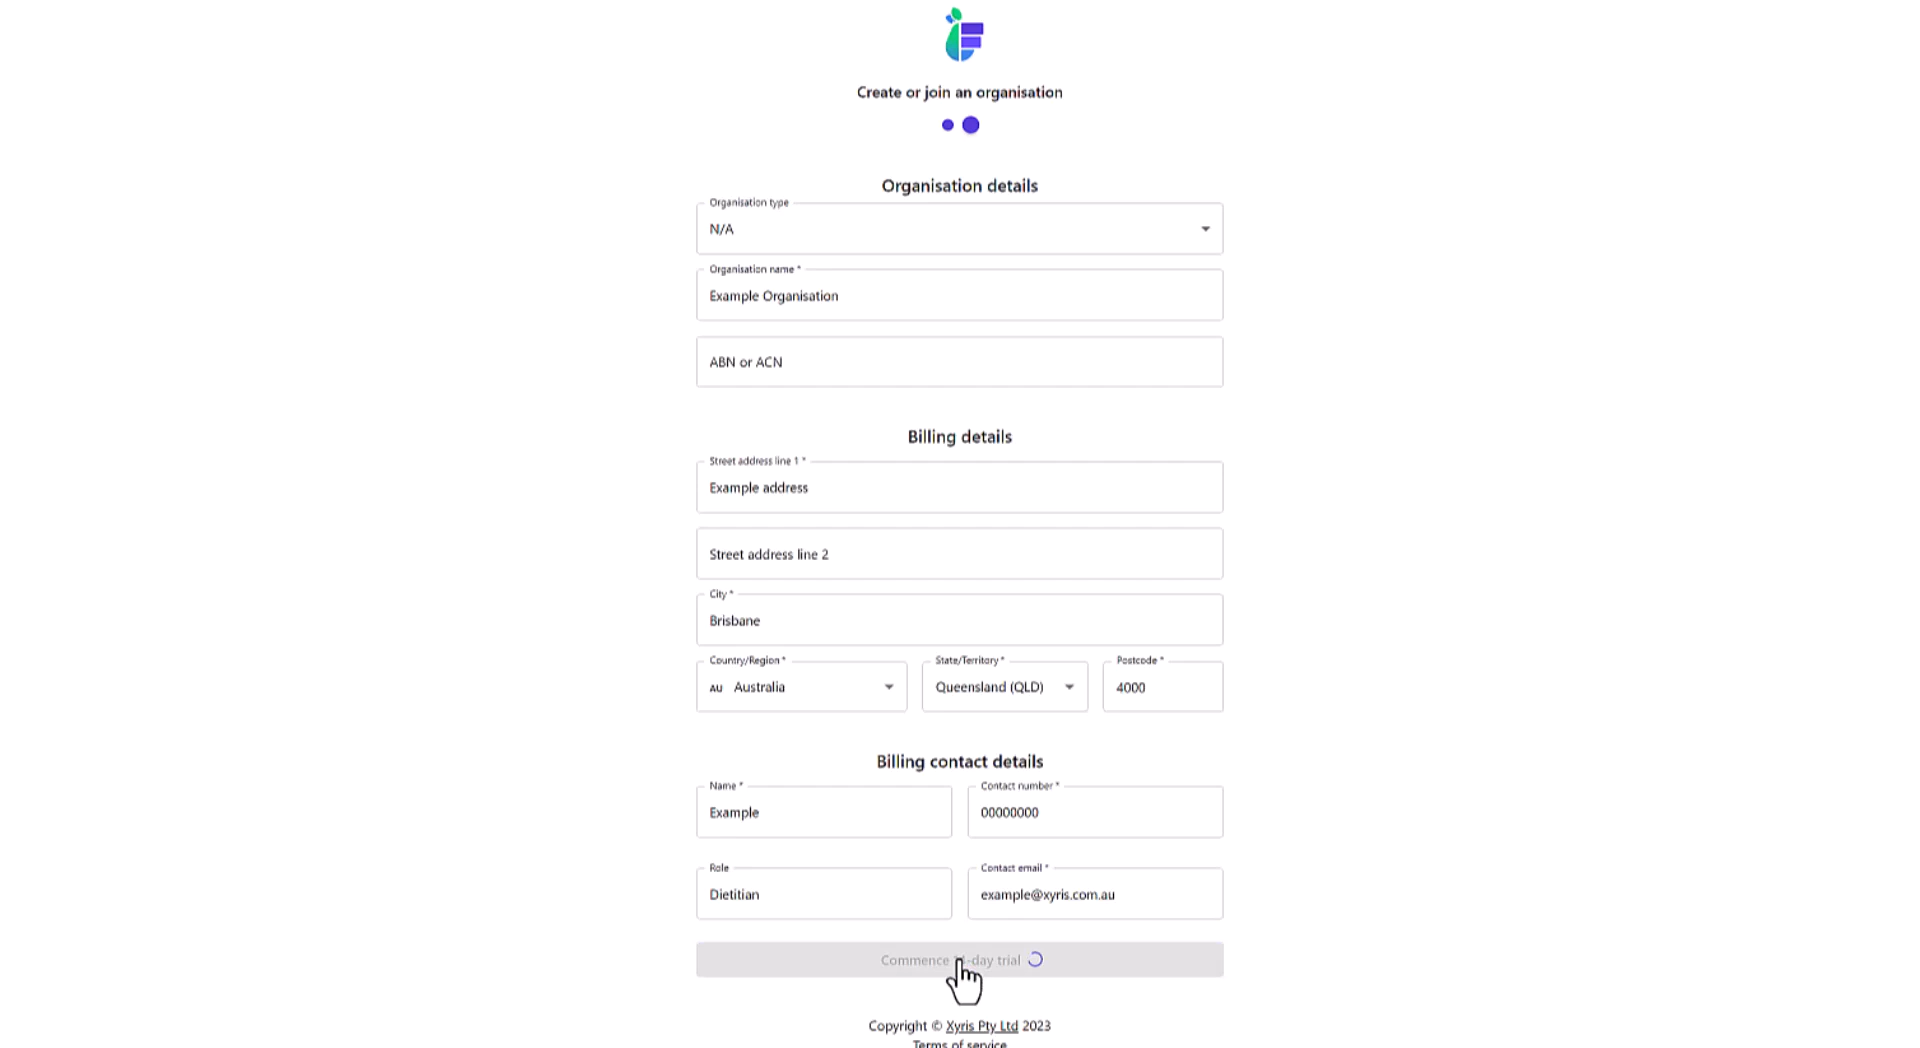 Create or join an organisation
Organisation details
Organisation type
N/A
Organisation name *
Example Organisation
ABN or ACN
Billing details
Street address line 1 *
Example address
Street address line 2
City *
Brisbane
Country/Region * State/Territory * Postcode *
AU Australia Queensland (QLD) 4000
Billing contact details
Name * Contact number *
Example 00000000
Role Contact email *
Dietitian example@xyris.com.au
Commence -day trial
Copyright © Xyris Pty Ltd 2023
Terms of service